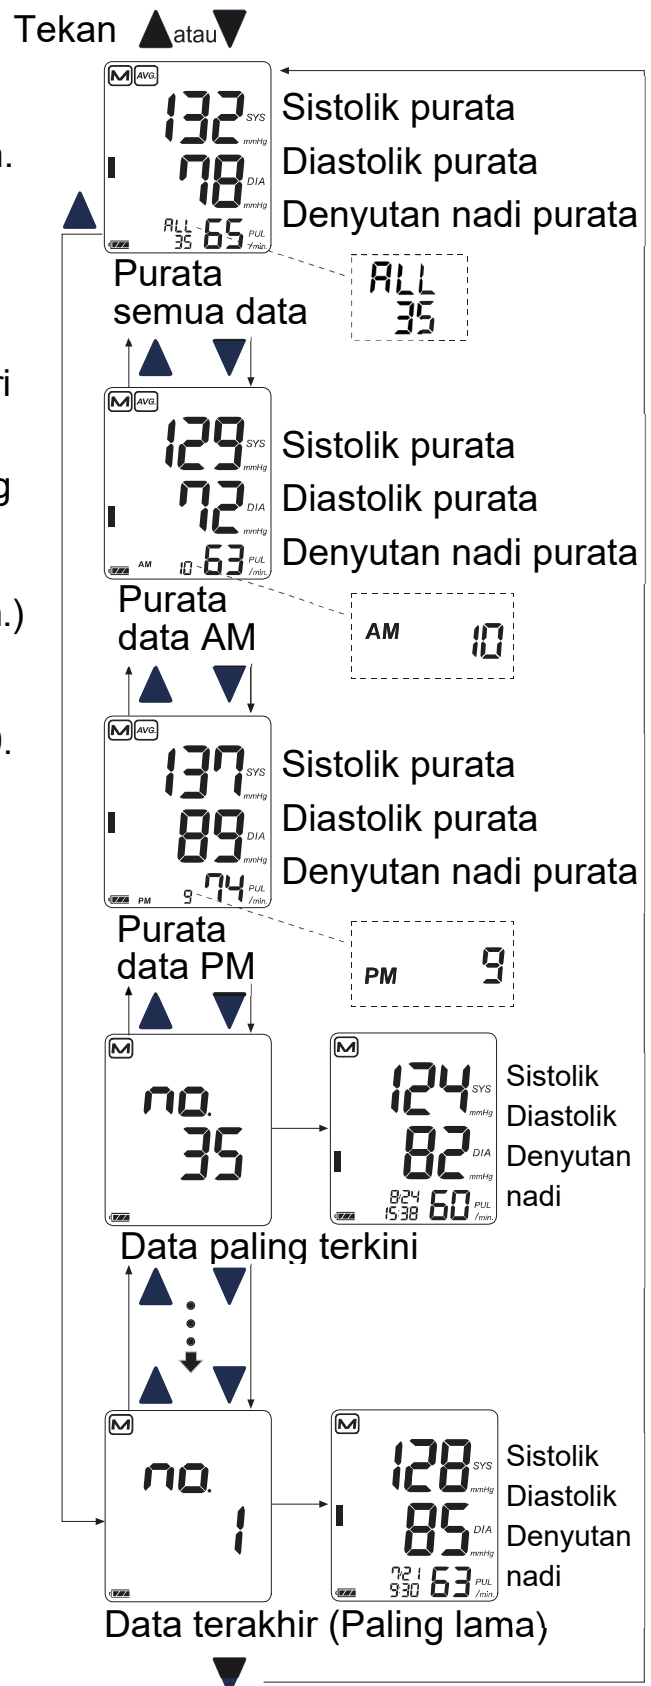 Tekan ▲atau▼
M AVG.
132 SYS mmHg
Sistolik purata
n.
78 DIA mmHg
Diastolik purata
ALL 35 65 PUL /min.
Denyutan nadi purata
ALL
35
Purata
semua data
ri
M AVG.
129 SYS mmHg
Sistolik purata
g
72 DIA mmHg
Diastolik purata
AM 10 63 PUL /min.
Denyutan nadi purata
Purata
data AM
AM 10
.)
M AVG.
137 SYS mmHg
Sistolik purata
).
89 DIA mmHg
Diastolik purata
PM 9 74 PUL /min.
Denyutan nadi purata
Purata
data PM
PM 9
M
no.
35
M
124 SYS mmHg
82 DIA mmHg
8/24
15:38
60 PUL /min.
Sistolik
Diastolik
Denyutan
nadi
Data paling terkini
M
no.
1
M
128 SYS mmHg
85 DIA mmHg
7/21
9:30
63 PUL /min.
Sistolik
Diastolik
Denyutan
nadi
Data terakhir (Paling lama)